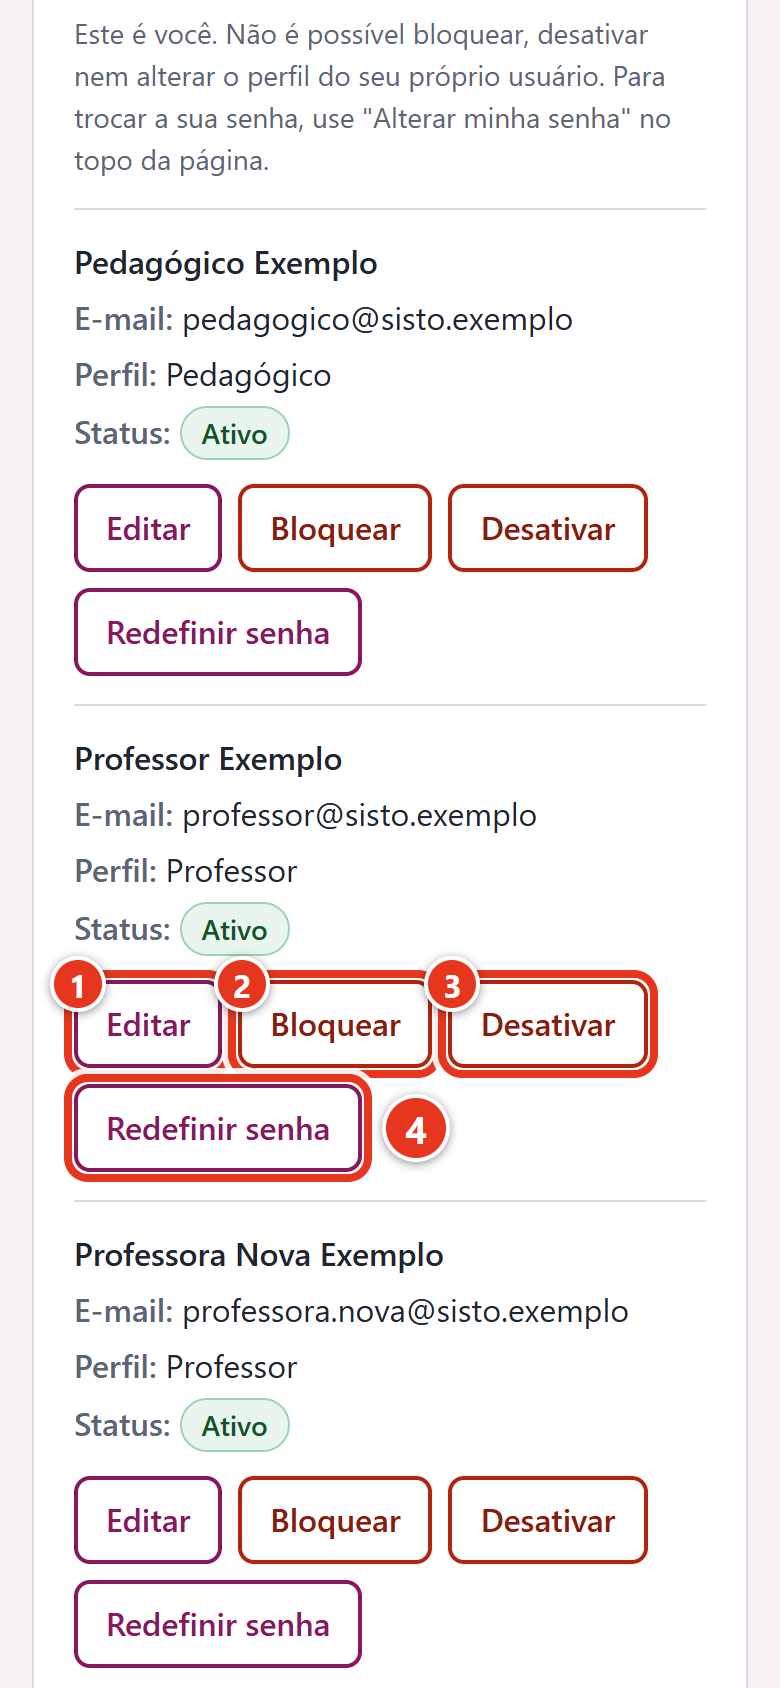 Este é você. Não é possível bloquear, desativar
nem alterar o perfil do seu próprio usuário. Para
trocar a sua senha, use "Alterar minha senha" no
topo da página.
Pedagógico Exemplo
E-mail: pedagogico@sisto.exemplo
Perfil: Pedagógico
Status: Ativo
Editar Bloquear Desativar
Redefinir senha
Professor Exemplo
E-mail: professor@sisto.exemplo
Perfil: Professor
Status: Ativo
1 Editar 2 Bloquear 3 Desativar
Redefinir senha 4
Professora Nova Exemplo
E-mail: professora.nova@sisto.exemplo
Perfil: Professor
Status: Ativo
Editar Bloquear Desativar
Redefinir senha